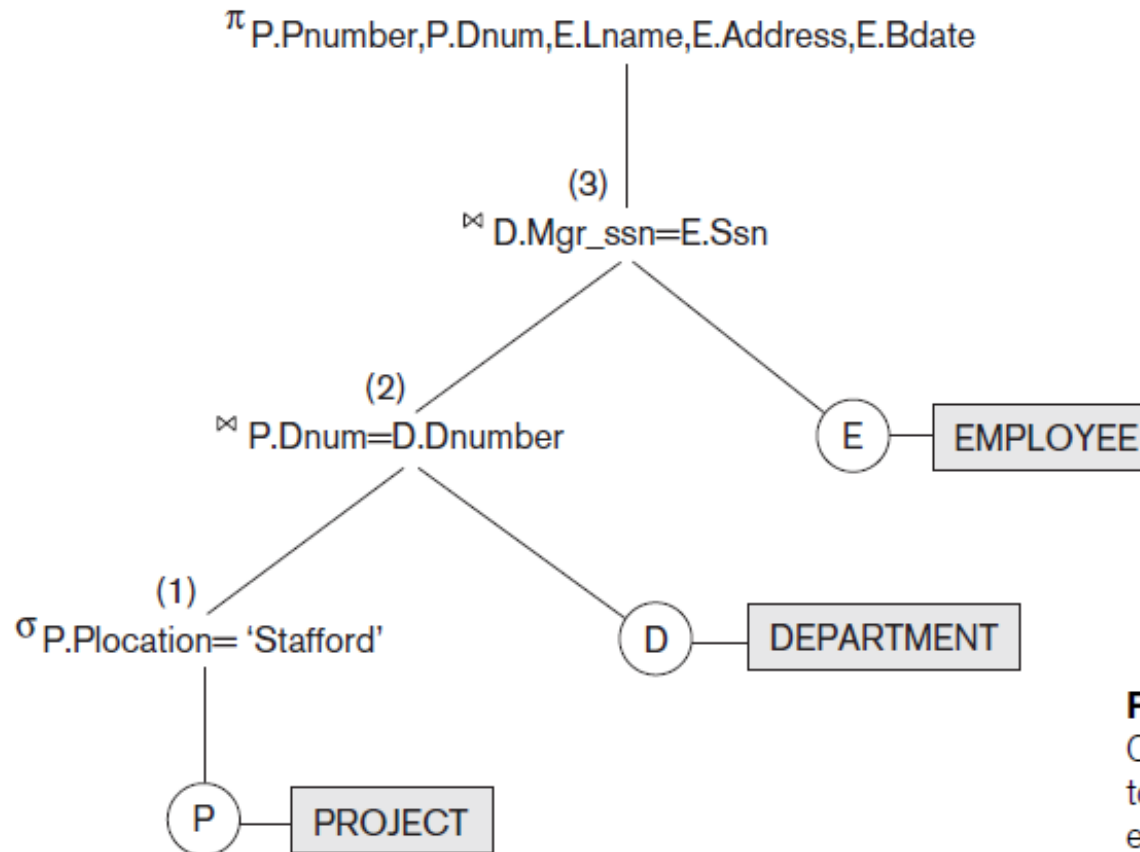 π P.Pnumber,P.Dnum,E.Lname,E.Address,E.Bdate
(3)
⋈ D.Mgr_ssn=E.Ssn
(2)
⋈ P.Dnum=D.Dnumber
E
EMPLOYEE
(1)
σ P.Plocation= ‘Stafford’
D
DEPARTMENT
P
PROJECT